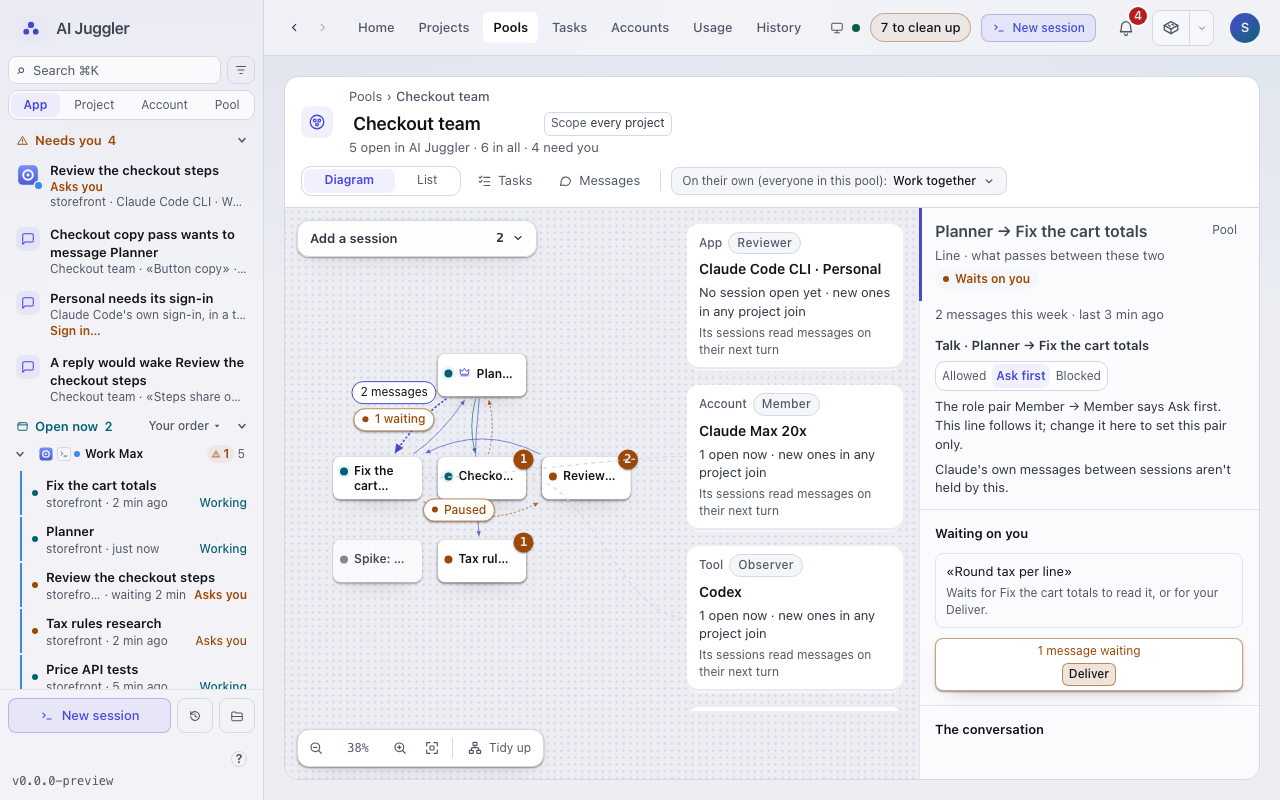 AI Juggler
Search ⌘K
App
Project
Account
Pool
Needs you 4
Review the checkout steps
Asks you
storefront · Claude Code CLI · W...
Checkout copy pass wants to
message Planner
Checkout team · «Button copy» ·...
Personal needs its sign-in
Claude Code's own sign-in, in a t...
Sign in...
A reply would wake Review the
checkout steps
Checkout team · «Steps share o...
Open now 2
Your order
Work Max
1
5
Fix the cart totals
storefront · 2 min ago
Working
Planner
storefront · just now
Working
Review the checkout steps
storefro... · waiting 2 min
Asks you
Tax rules research
storefront · 2 min ago
Asks you
Price API tests
storefront · 5 min ago
Working
New session
?
v0.0.0-preview
Home
Projects
Pools
Tasks
Accounts
Usage
History
7 to clean up
New session
4
S
Pools › Checkout team
Checkout team
Scope every project
5 open in AI Juggler · 6 in all · 4 need you
Diagram
List
Tasks
Messages
On their own (everyone in this pool): Work together
Add a session
2
Plan...
2 messages
1 waiting
Fix the
cart...
Checko...
1
Review...
2
Paused
Spike: ...
Tax rul...
1
App
Reviewer
Claude Code CLI · Personal
No session open yet · new ones
in any project join
Its sessions read messages on
their next turn
Account
Member
Claude Max 20x
1 open now · new ones in any
project join
Its sessions read messages on
their next turn
Tool
Observer
Codex
1 open now · new ones in any
project join
Its sessions read messages on
their next turn
38%
Tidy up
Planner → Fix the cart totals
Pool
Line · what passes between these two
Waits on you
2 messages this week · last 3 min ago
Talk · Planner → Fix the cart totals
Allowed
Ask first
Blocked
The role pair Member → Member says Ask first.
This line follows it; change it here to set this pair
only.
Claude's own messages between sessions aren't
held by this.
Waiting on you
«Round tax per line»
Waits for Fix the cart totals to read it, or for your
Deliver.
1 message waiting
Deliver
The conversation